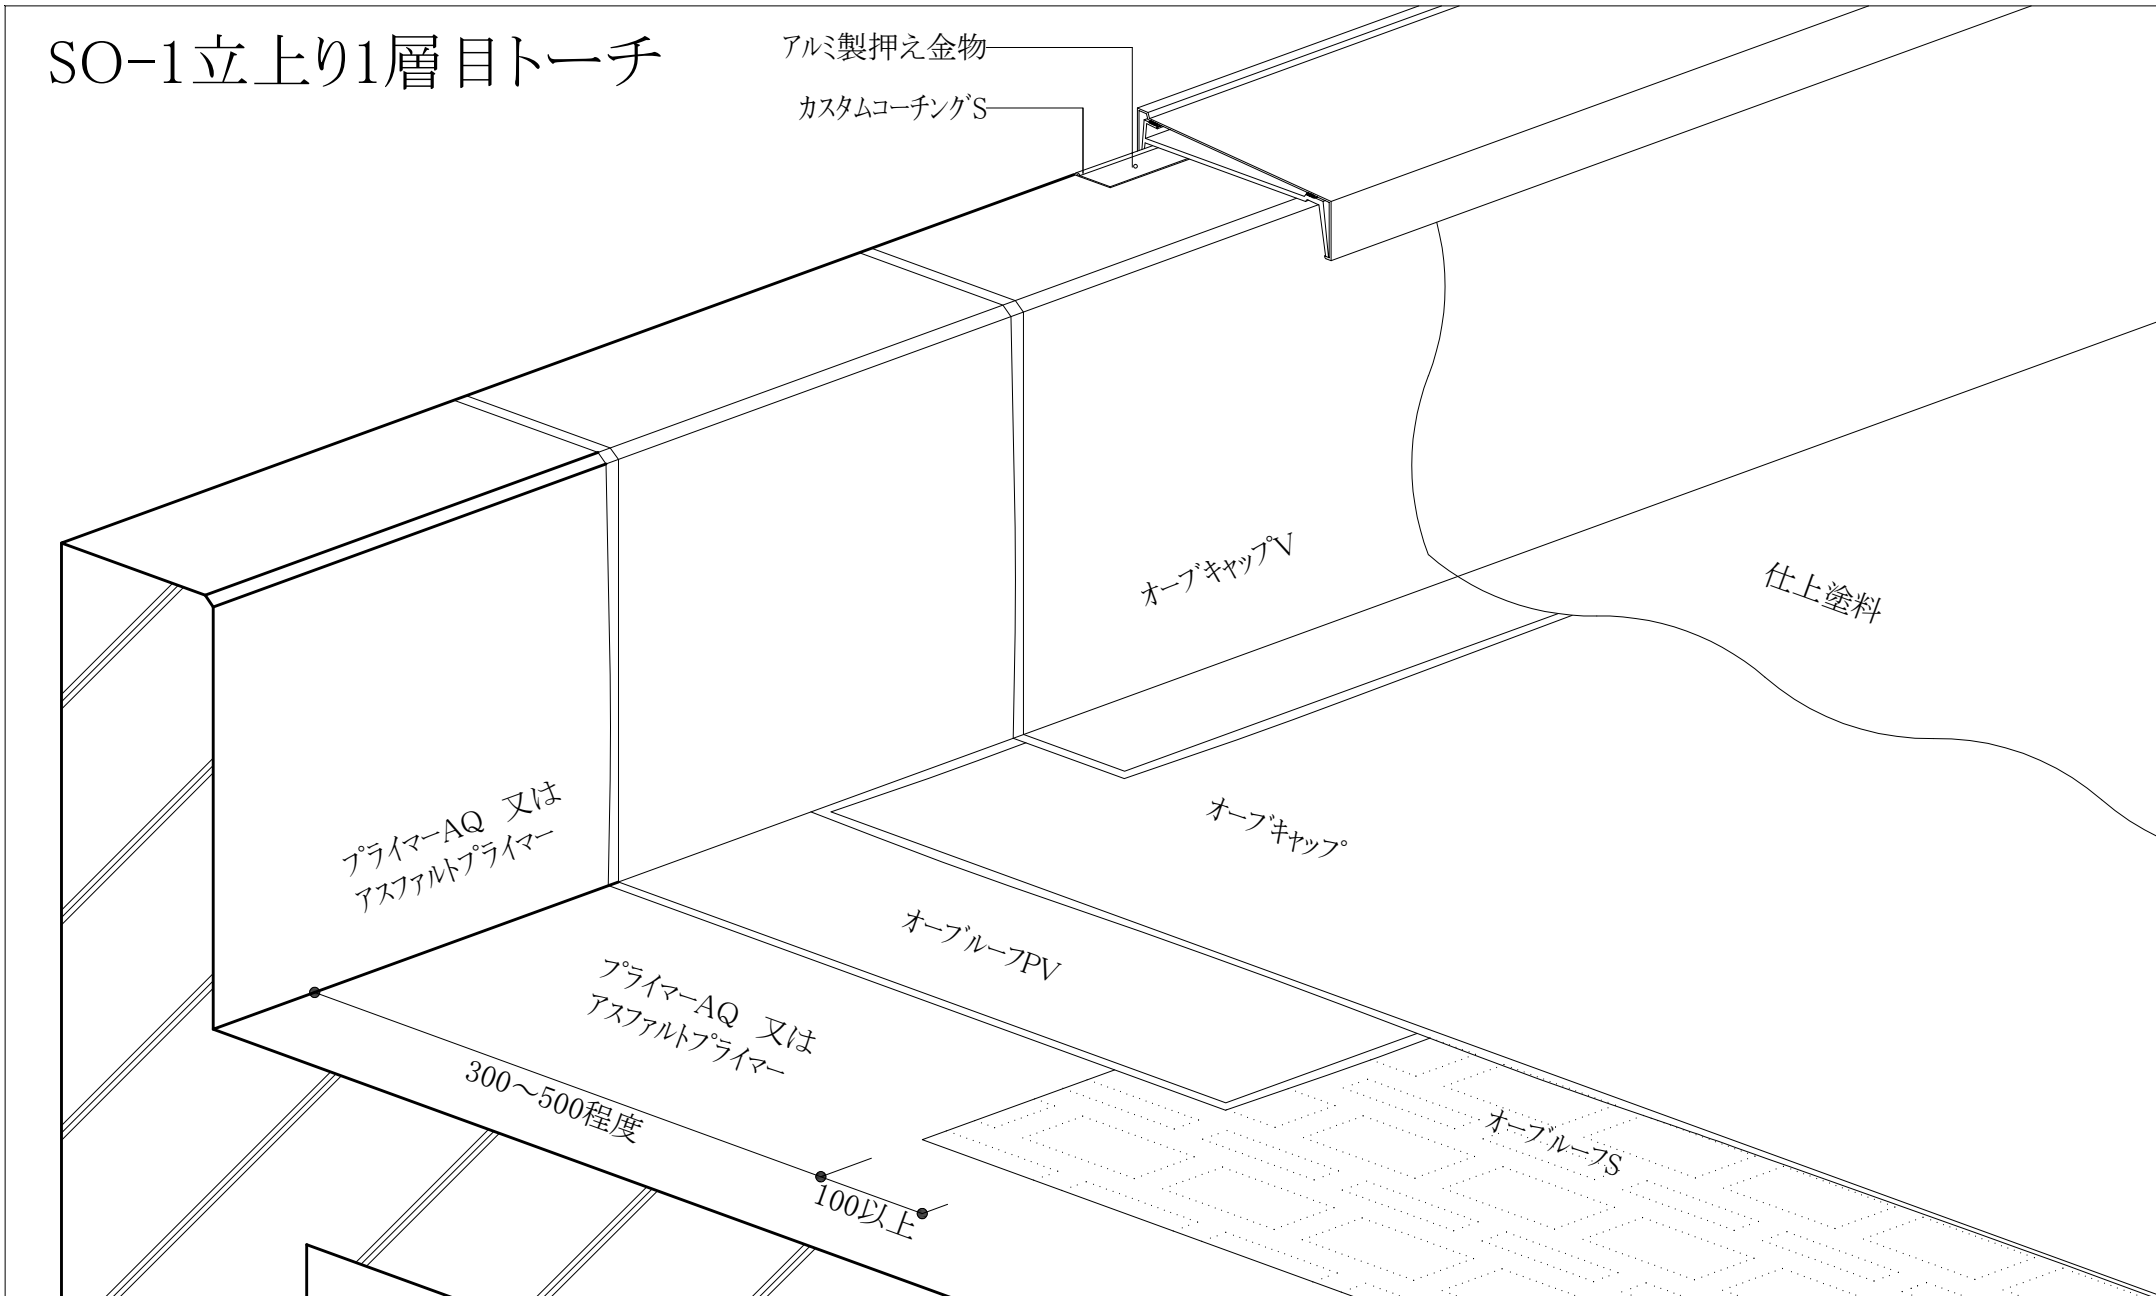 SO-1立上り1層目トーチ
アルミ製押え金物
カスタムコーチングS
オーブキャップV
仕上塗料
プライマーAQ 又は
アスファルトプライマー
オーブキャップ
オーブルーフPV
プライマーAQ 又は
アスファルトプライマー
300～500程度
100以上
オーブルーフS